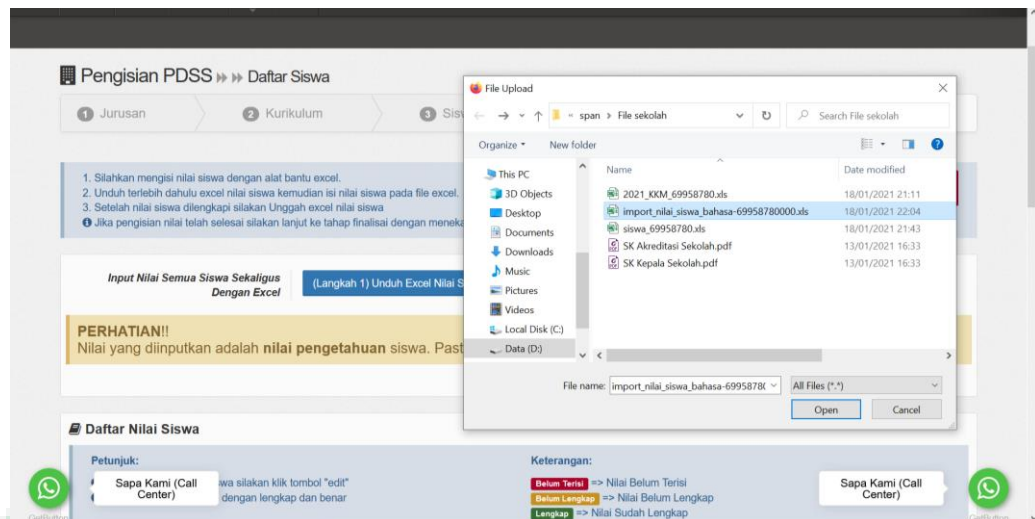 Pengisian PDSS Daftar Siswa
1 Jurusan
2 Kurikulum
3
1. Silahkan mengisi nilai siswa dengan alat bantu excel.
2. Unduh terlebih dahulu excel nilai siswa kemudian isi nilai siswa pada file excel.
3. Setelah nilai siswa dilengkapi silakan Unggah excel nilai siswa
Jika pengisian nilai telah selesai silakan lanjut ke tahap finalisasi dengan
Input Nilai Semua Siswa Sekaligus
Dengan Excel
(Langkah 1) Unduh Excel Nilai S
PERHATIAN!!
Nilai yang diinputkan adalah nilai pengetahuan siswa. Past
File Upload
« span > File sekolah
Search File sekolah
Organize
New folder
This PC
3D Objects
Desktop
Documents
Downloads
Music
Pictures
Videos
Local Disk (C:)
Data (D:)
Name Date modified
2021_KKM_69958780.xls 18/01/2021 21:11
import_nilai_siswa_bahasa-69958780000.xls 18/01/2021 22:04
siswa_69958780.xls 18/01/2021 21:43
SK Akreditasi Sekolah.pdf 13/01/2021 16:33
SK Kepala Sekolah.pdf 13/01/2021 16:33
File name: import_nilai_siswa_bahasa-6995878( All Files (*.*)
Open Cancel
Daftar Nilai Siswa
Petunjuk:
silakan klik tombol "edit"
dengan lengkap dan benar
Keterangan:
Belum Terisi => Nilai Belum Terisi
Belum Lengkap => Nilai Belum Lengkap
Lengkap => Nilai Sudah Lengkap
Sapa Kami (Call
Center)
Sapa Kami (Call
Center)